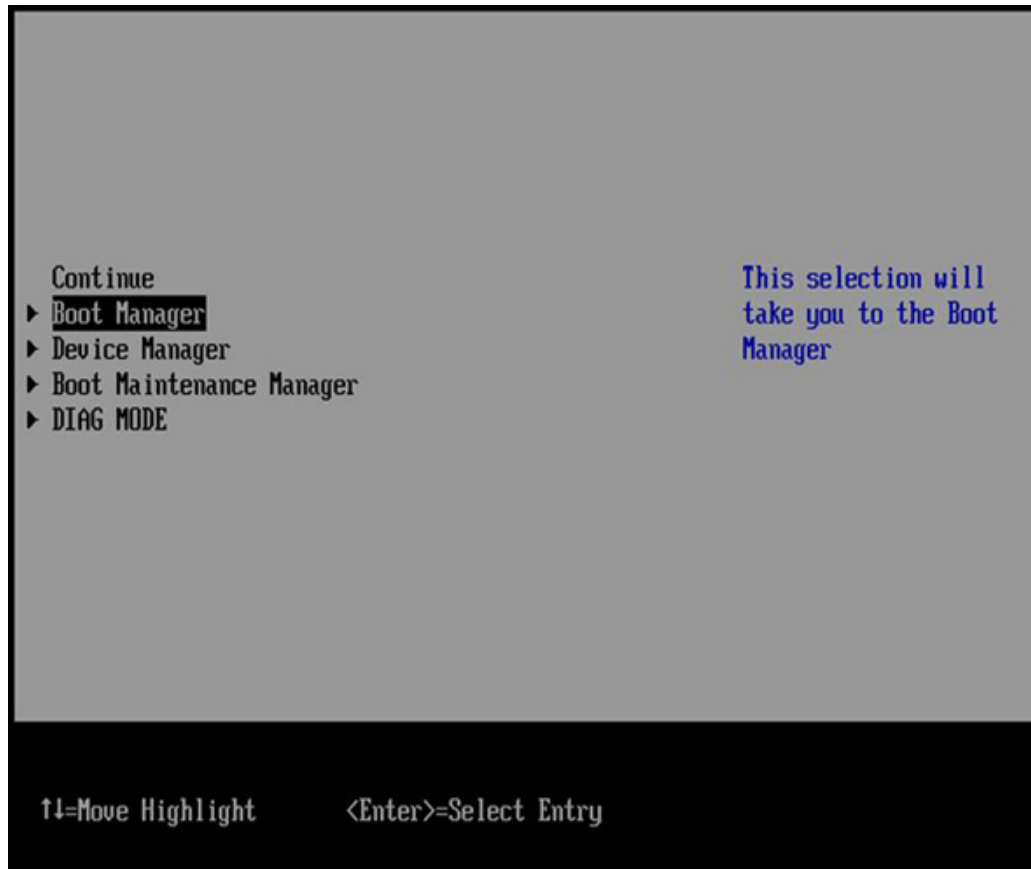 Continue
Boot Manager
Device Manager
Boot Maintenance Manager
DIAG MODE
This selection will
take you to the Boot
Manager
↑↓=Move Highlight <Enter>=Select Entry